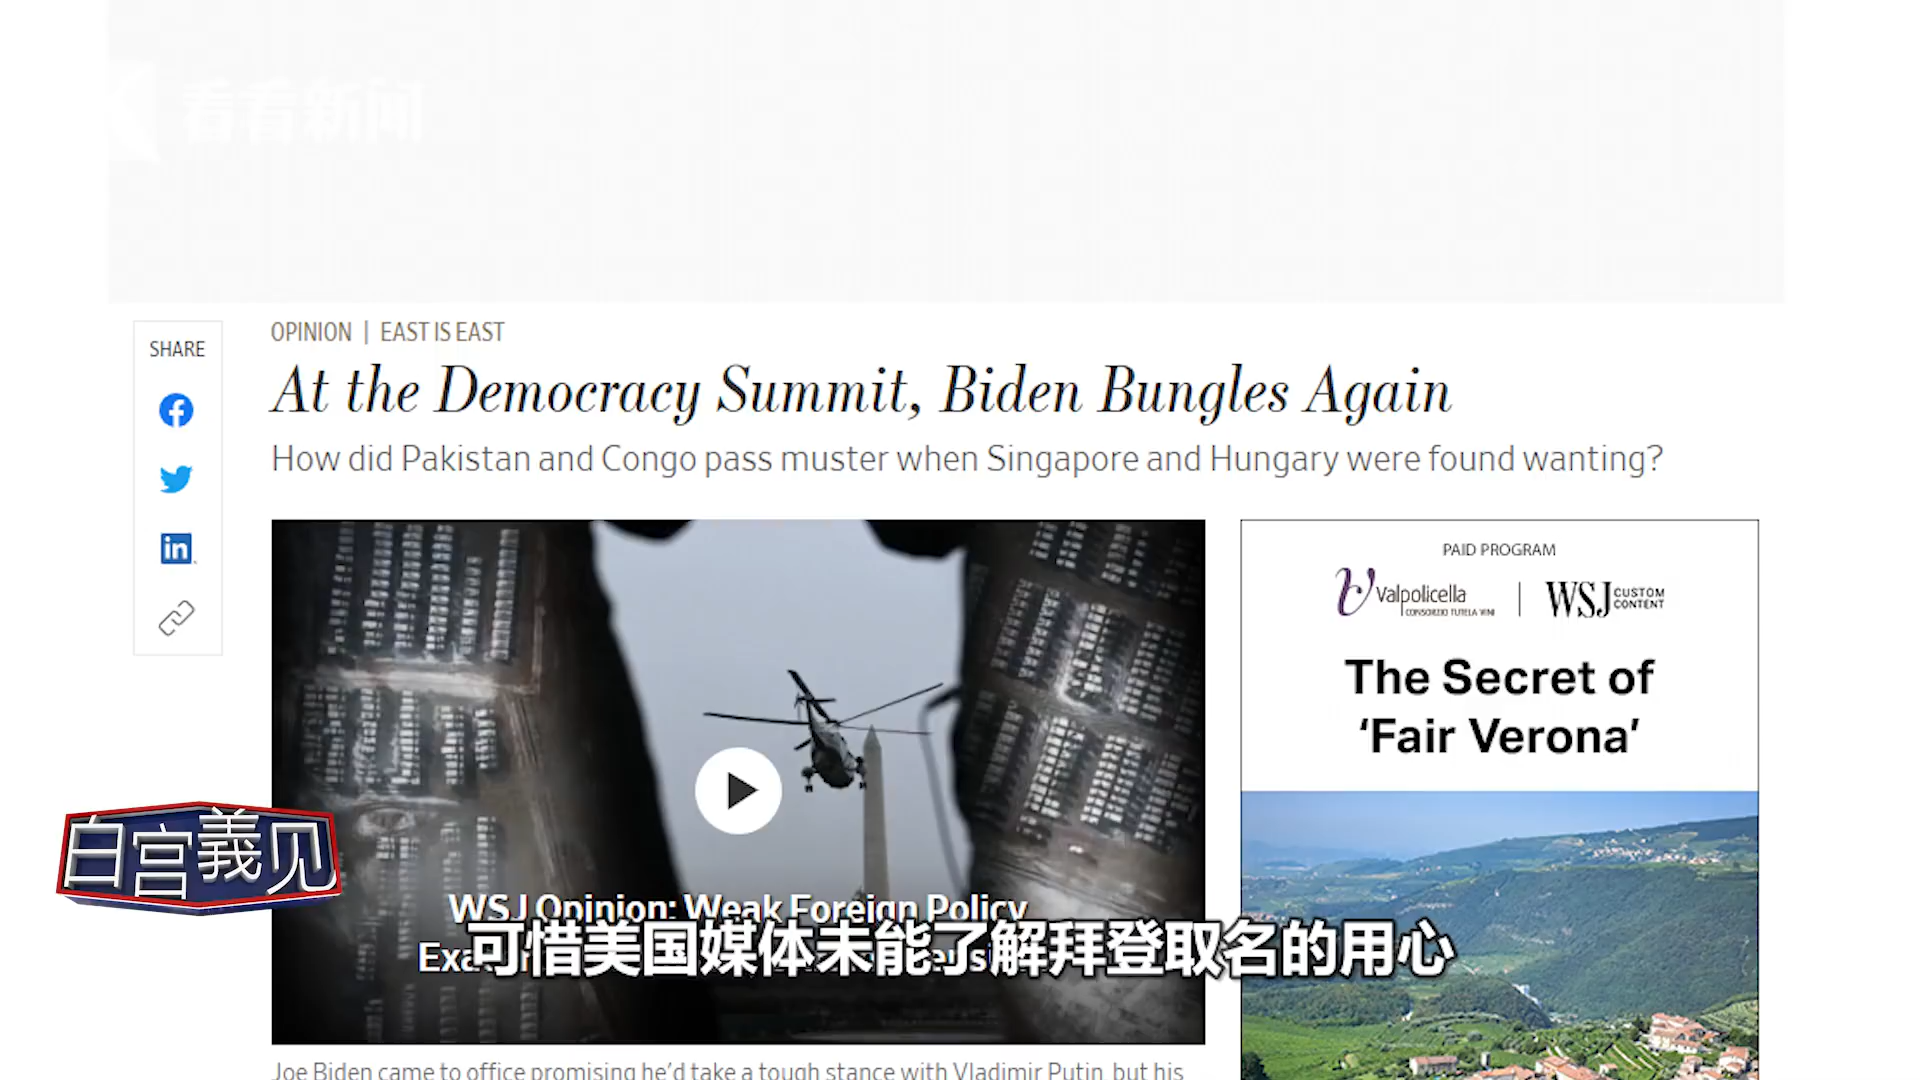 看看新闻
SHARE
OPINION | EAST IS EAST
At the Democracy Summit, Biden Bungles Again
How did Pakistan and Congo pass muster when Singapore and Hungary were found wanting?
PAID PROGRAM
Valpolicella
CONSORZIO TUTELA VINI
WSJ CUSTOM CONTENT
The Secret of
‘Fair Verona’
白宫義见
WSJ Opinion: Weak Foreign Policy
可惜美国媒体未能了解拜登取名的用心
Joe Biden came to office promising he'd take a tough stance with Vladimir Putin, but his